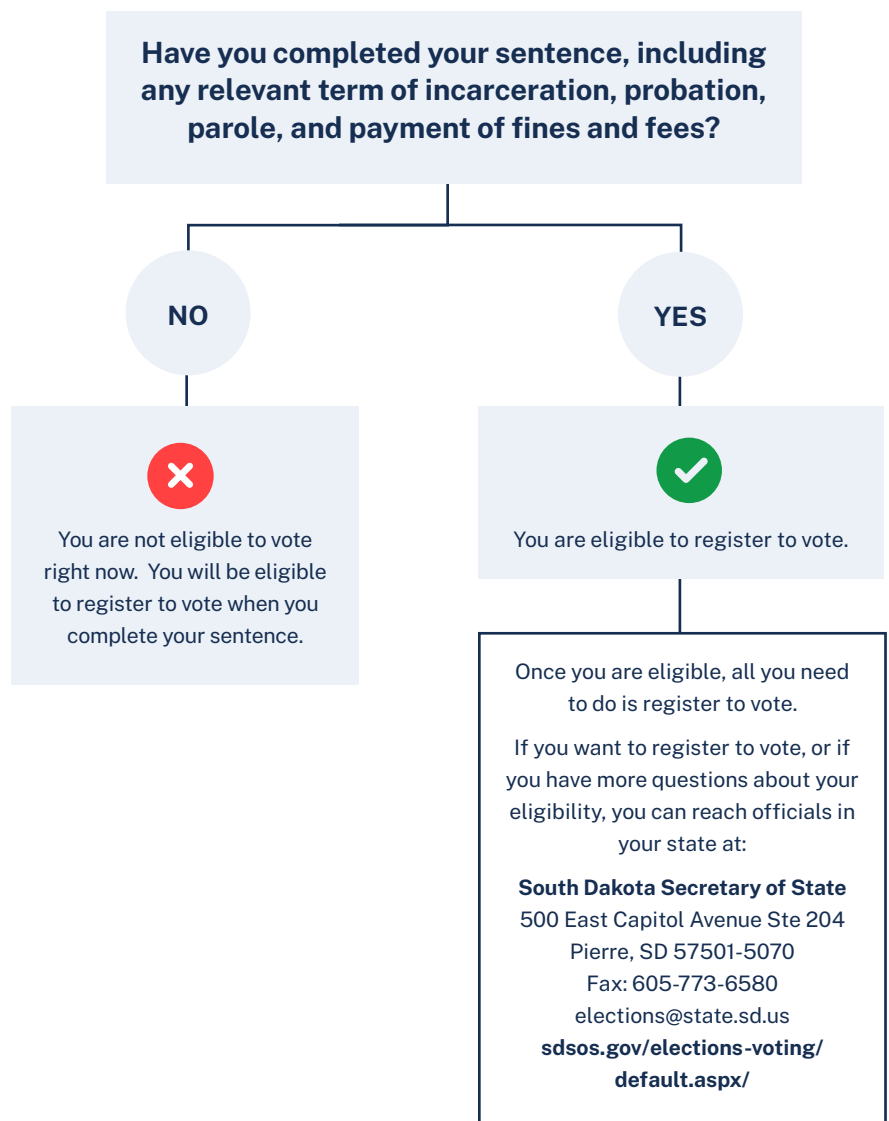 Have you completed your sentence, including
any relevant term of incarceration, probation,
parole, and payment of fines and fees?
NO
YES
You are not eligible to vote
right now.  You will be eligible
to register to vote when you
complete your sentence.
You are eligible to register to vote.
Once you are eligible, all you need
to do is register to vote.
If you want to register to vote, or if
you have more questions about your
eligibility, you can reach officials in
your state at:
South Dakota Secretary of State
500 East Capitol Avenue Ste 204
Pierre, SD 57501-5070
Fax: 605-773-6580
elections@state.sd.us
sdsos.gov/elections-voting/
default.aspx/